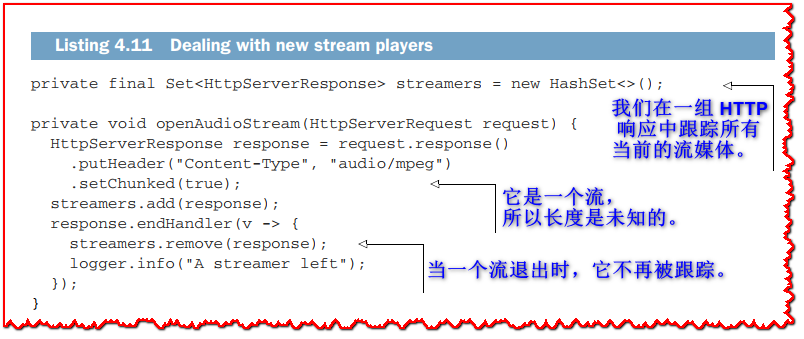 Listing 4.11 Dealing with new stream players
private final Set<HttpServerResponse> streamers = new HashSet<>();
我们在一组 HTTP
响应中跟踪所有
当前的流媒体。
private void openAudioStream(HttpServerRequest request) {
HttpServerResponse response = request.response()
.putHeader("Content-Type", "audio/mpeg")
.setChunked(true);
它是一个流，
所以长度是未知的。
streamers.add(response);
response.endHandler(v -> {
streamers.remove(response);
logger.info("A streamer left");
当一个流退出时，它不再被跟踪。
});
}